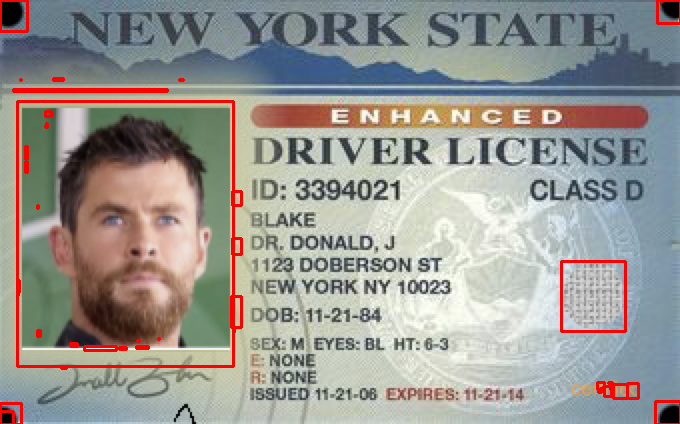 NEW YORK STATE
ENHANCED
DRIVER LICENSE
ID: 3394021 CLASS D
BLAKE
DR. DONALD, J
1123 DOBERSON ST
NEW YORK NY 10023
DOB: 11-21-84
SEX: M EYES: BL HT: 6-3
E: NONE
R: NONE
ISSUED 11-21-06 EXPIRES: 11-21-14